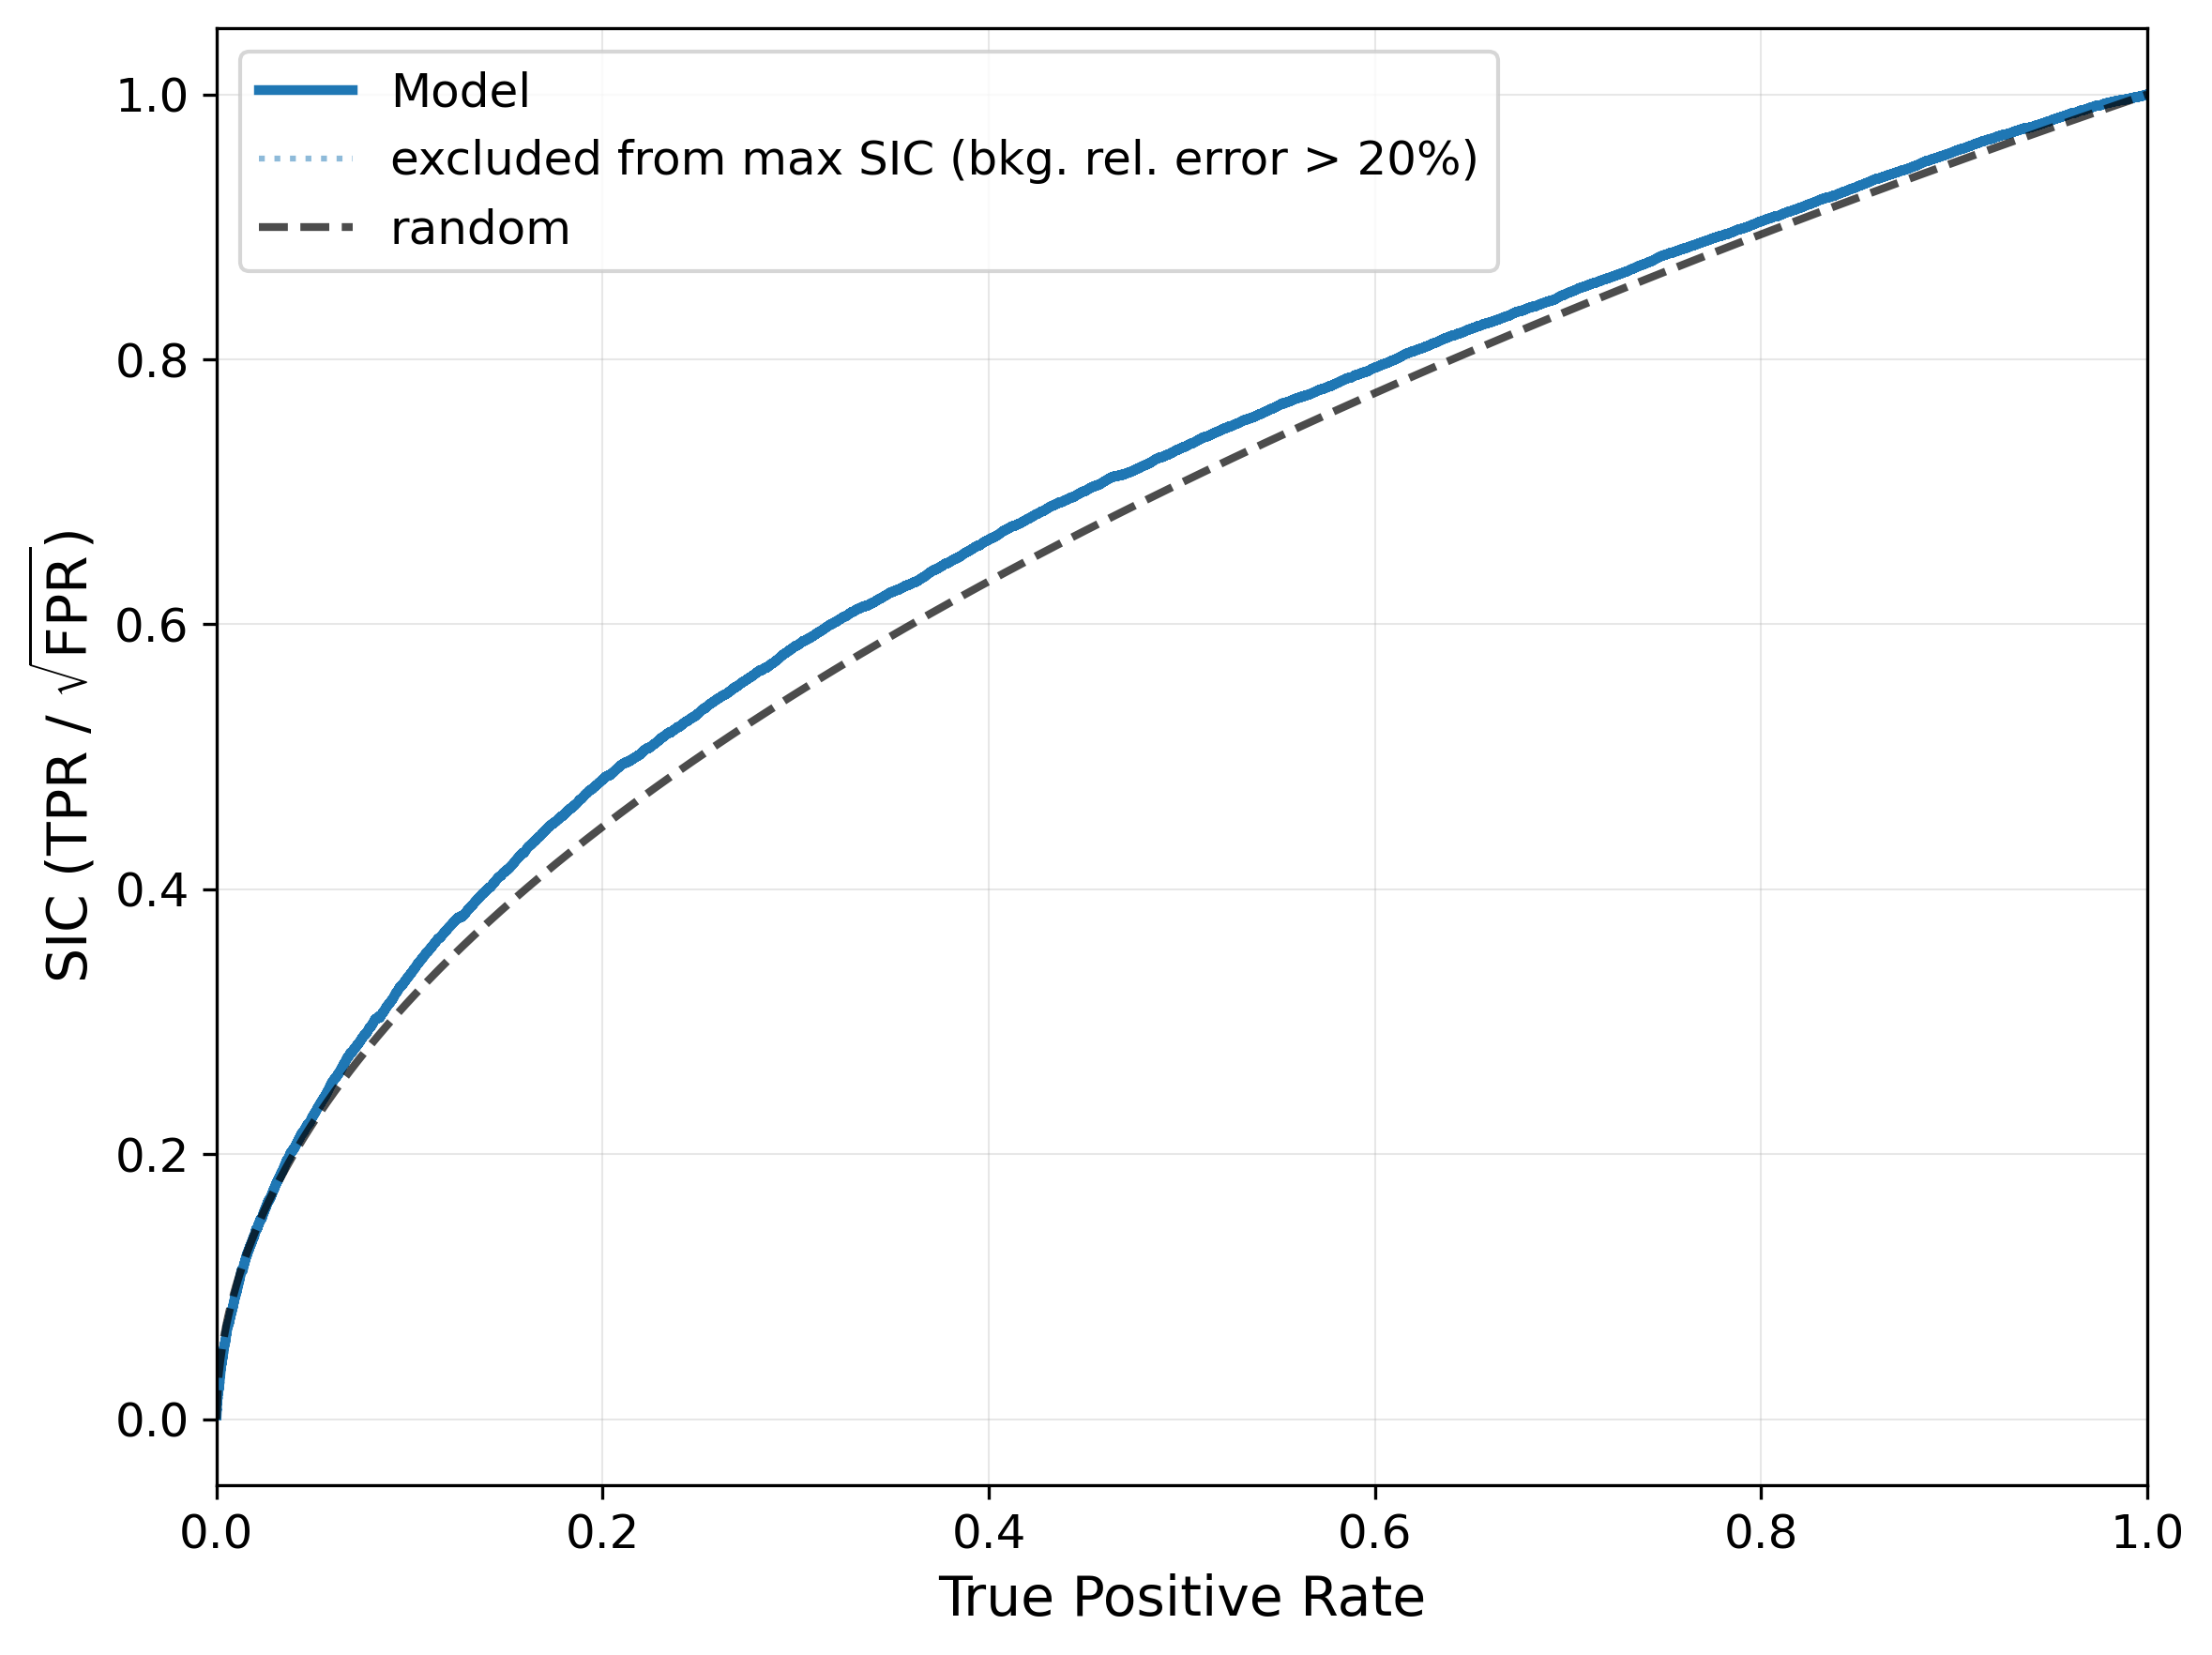 Model
excluded from max SIC (bkg. rel. error > 20%)
random
SIC (TPR / √FPR)
1.0
0.8
0.6
0.4
0.2
0.0
0.0 0.2 0.4 0.6 0.8 1.0
True Positive Rate